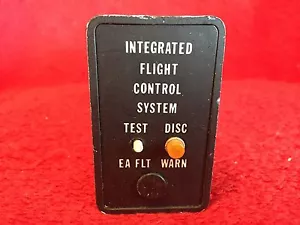 INTEGRATED
FLIGHT
CONTROL
SYSTEM
TEST DISC
EA FLT WARN